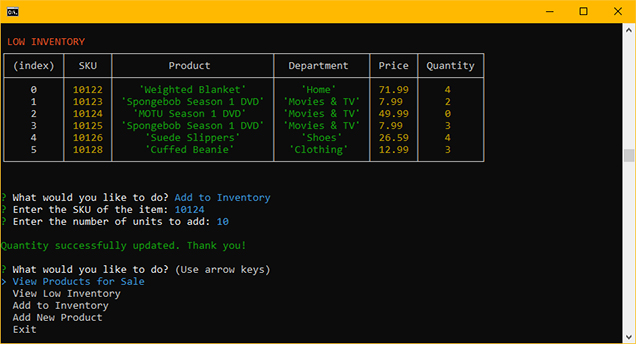 LOW INVENTORY
(index) SKU Product Department Price Quantity
0 10122 'Weighted Blanket' 'Home' 71.99 4
1 10123 'Spongebob Season 1 DVD' 'Movies & TV' 7.99 2
2 10124 'MOTU Season 1 DVD' 'Movies & TV' 49.99 0
3 10125 'Spongebob Season 1 DVD' 'Movies & TV' 7.99 3
4 10126 'Suede Slippers' 'Shoes' 26.59 4
5 10128 'Cuffed Beanie' 'Clothing' 12.99 3
? What would you like to do? Add to Inventory
? Enter the SKU of the item: 10124
? Enter the number of units to add: 10
Quantity successfully updated. Thank you!
? What would you like to do? (Use arrow keys)
> View Products for Sale
View Low Inventory
Add to Inventory
Add New Product
Exit